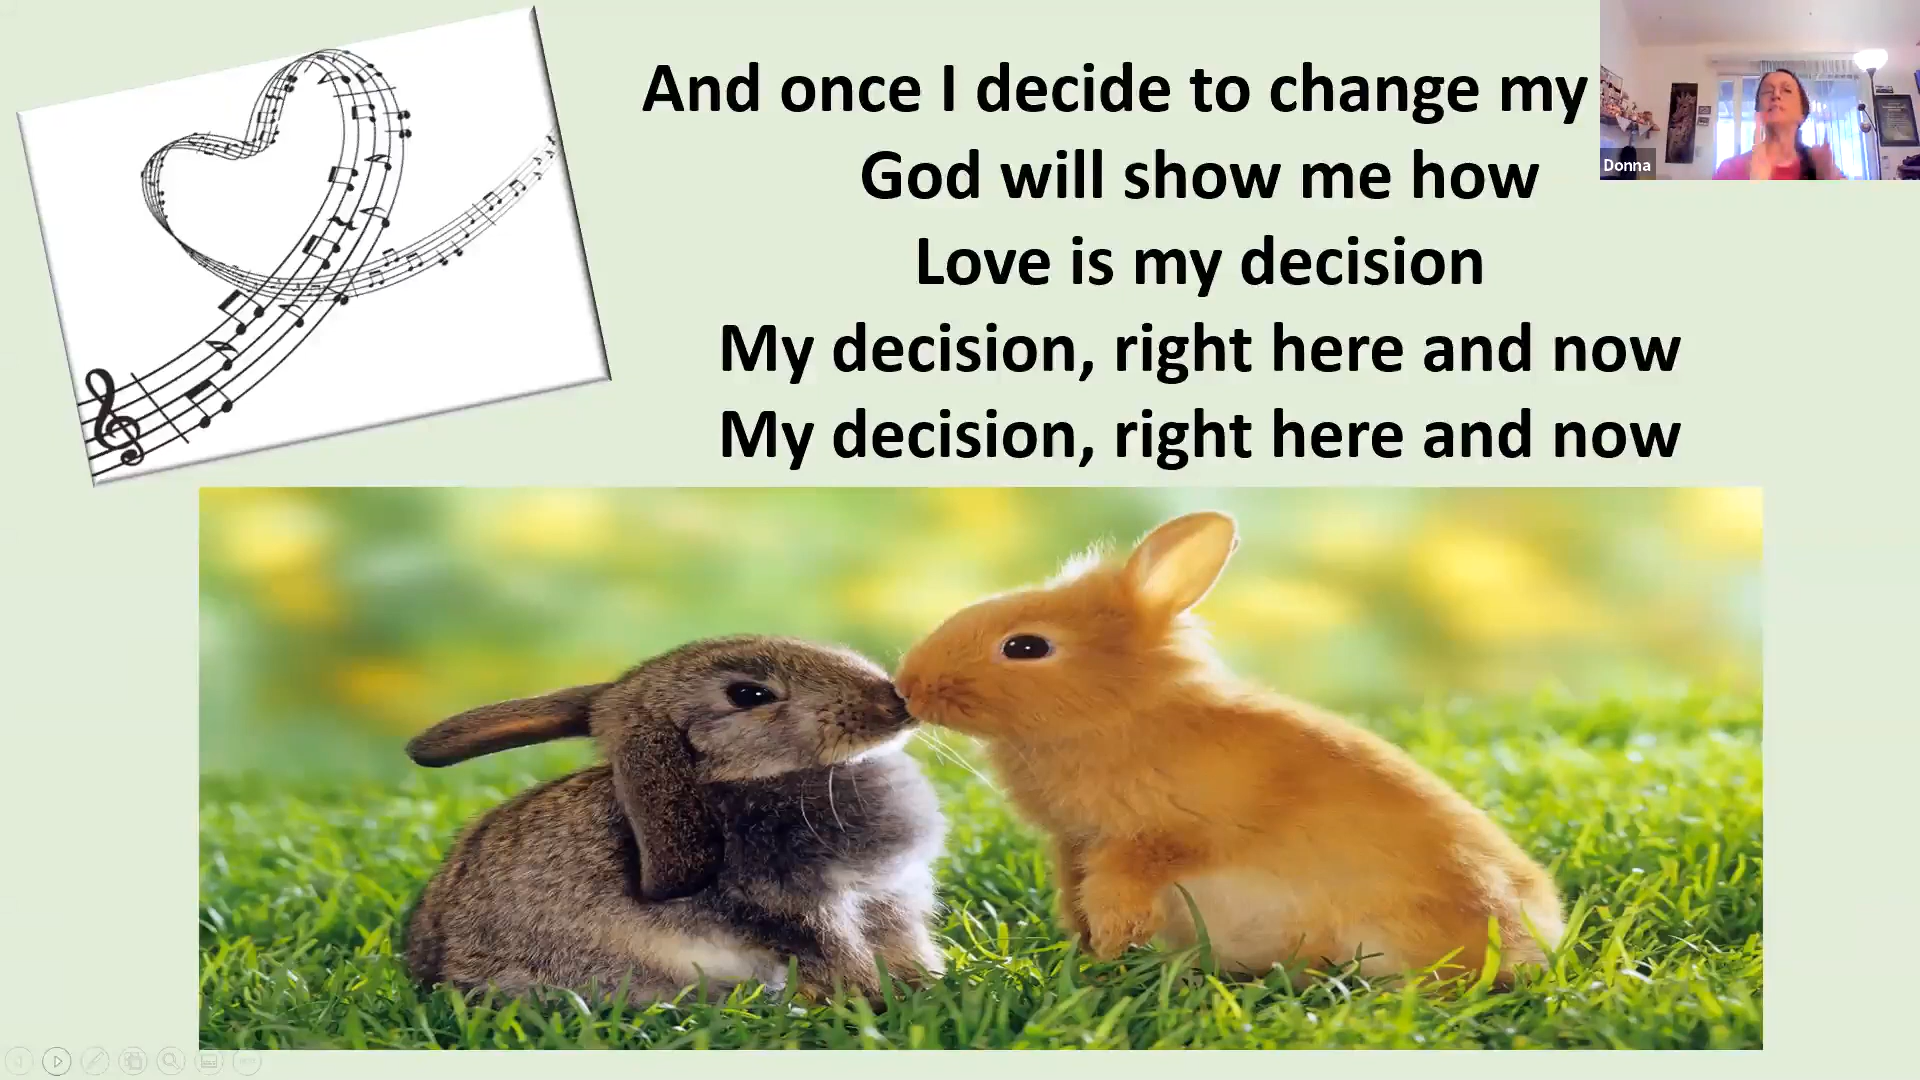 And once I decide to change my
God will show me how
Love is my decision
My decision, right here and now
My decision, right here and now
Donna